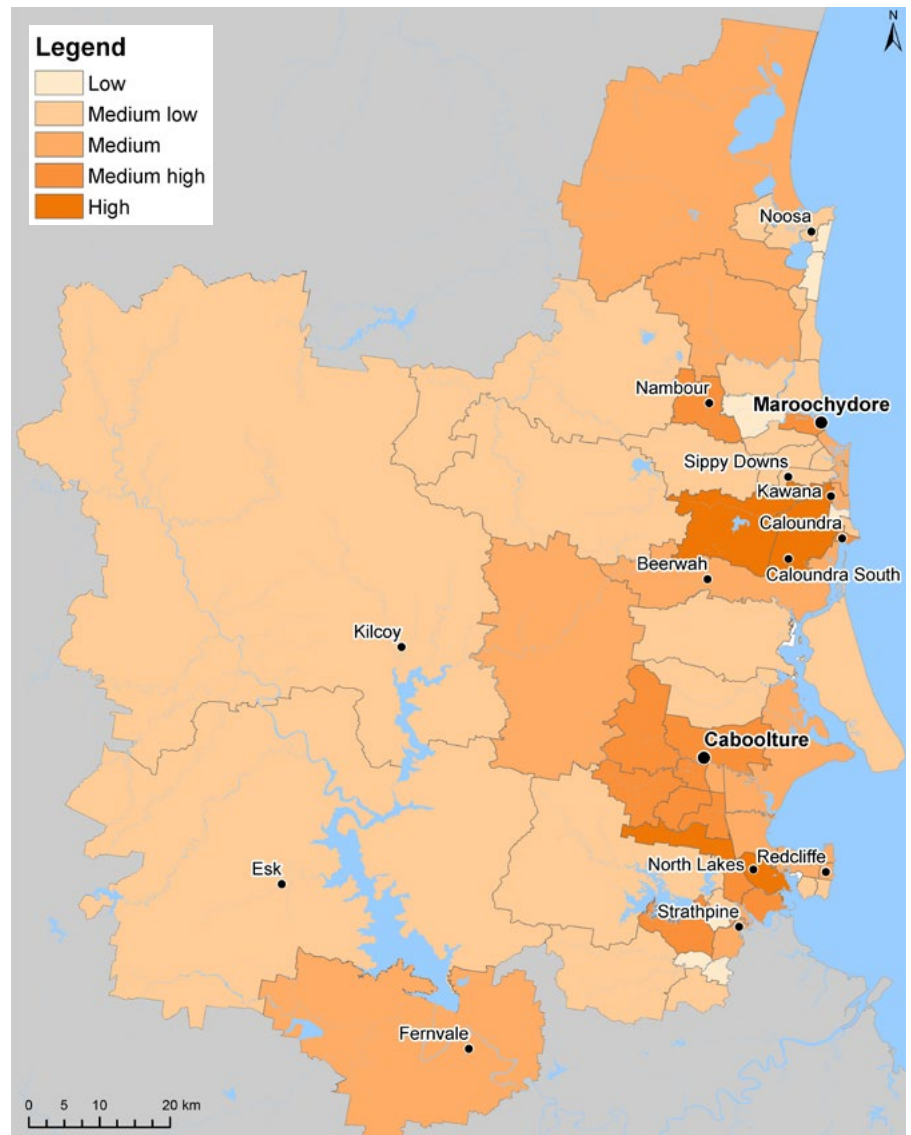 N
Legend
Low
Medium low
Medium
Medium high
High
Noosa
Nambour
Maroochydore
Sippy Downs
Kawana
Caloundra
Beerwah
Caloundra South
Kilcoy
Caboolture
Esk
North Lakes
Redcliffe
Strathpine
Fernvale
0 5 10 20 km